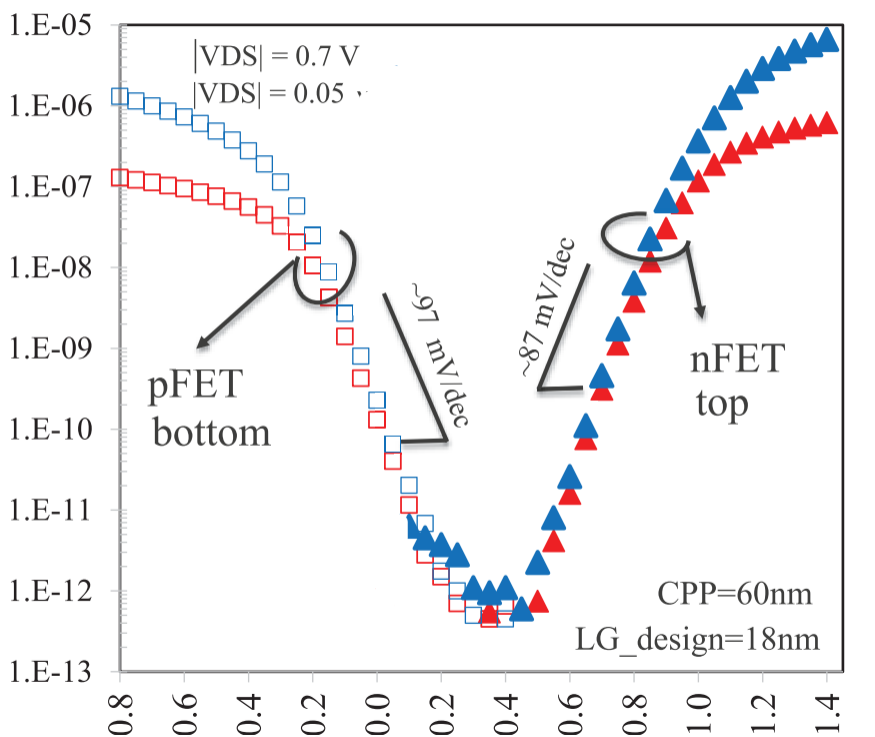 1.E-05
1.E-06
1.E-07
1.E-08
1.E-09
1.E-10
1.E-11
1.E-12
1.E-13
|VDS| = 0.7 V
|VDS| = 0.05
pFET
bottom
~97 mV/dec
~87 mV/dec
nFET
top
CPP=60nm
LG_design=18nm
0.8
0.6
0.4
0.2
0.0
0.2
0.4
0.6
0.8
1.0
1.2
1.4